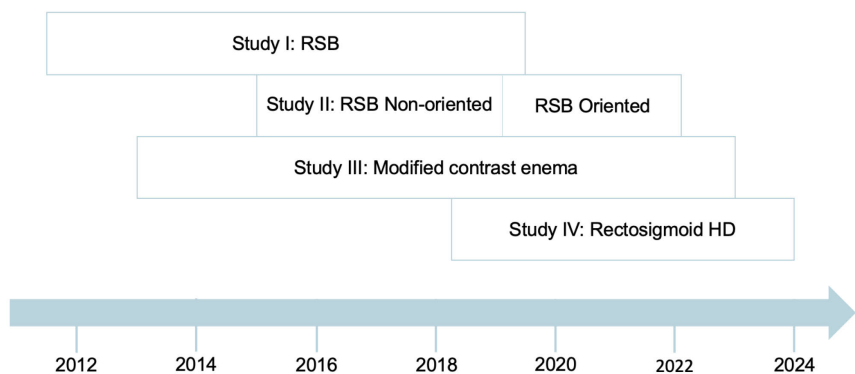 Study I: RSB
Study II: RSB Non-oriented
RSB Oriented
Study III: Modified contrast enema
Study IV: Rectosigmoid HD
2012
2014
2016
2018
2020
2022
2024